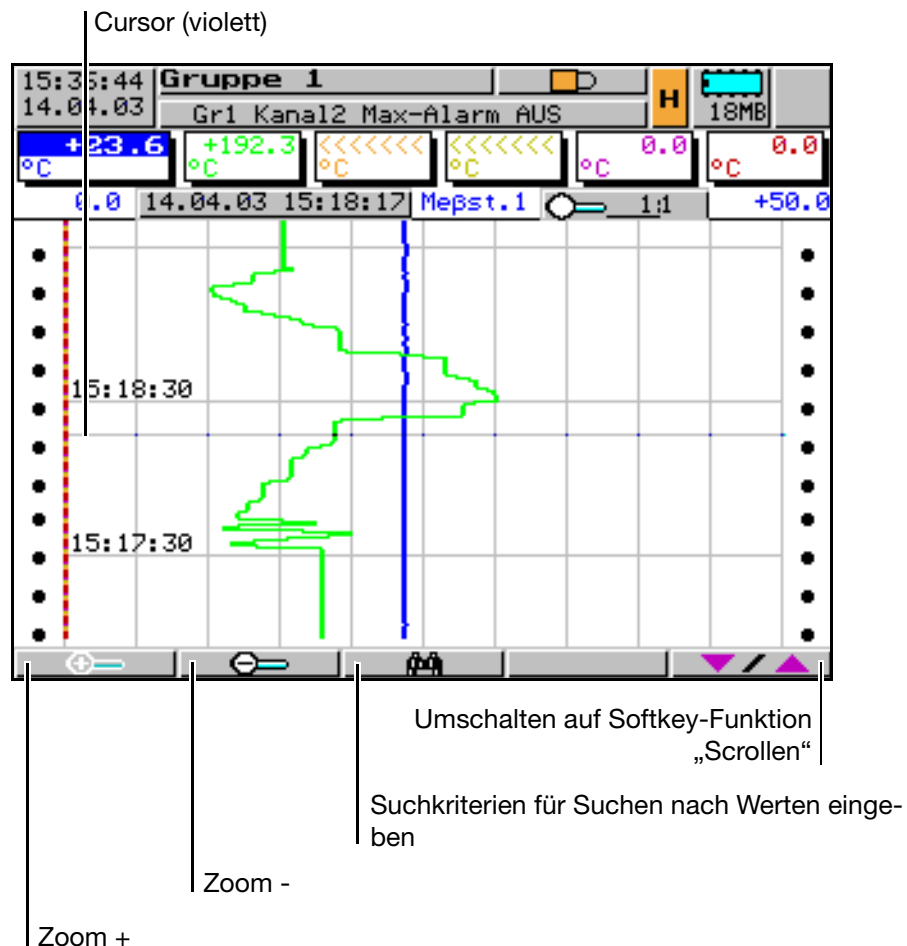 Cursor (violett)
15:35:44 Gruppe 1
14.04.03 Gr1 Kanal2 Max-Alarm AUS H 18MB
+23.6 +192.3 <<<<<<< <<<<<<< 0.0 0.0
°C °C °C °C °C °C
0.0 14.04.03 15:18:17 Meßst.1 1:1 +50.0
15:18:30
15:17:30
Umschalten auf Softkey-Funktion
„Scrollen“
Suchkriterien für Suchen nach Werten einge-
ben
Zoom -
Zoom +